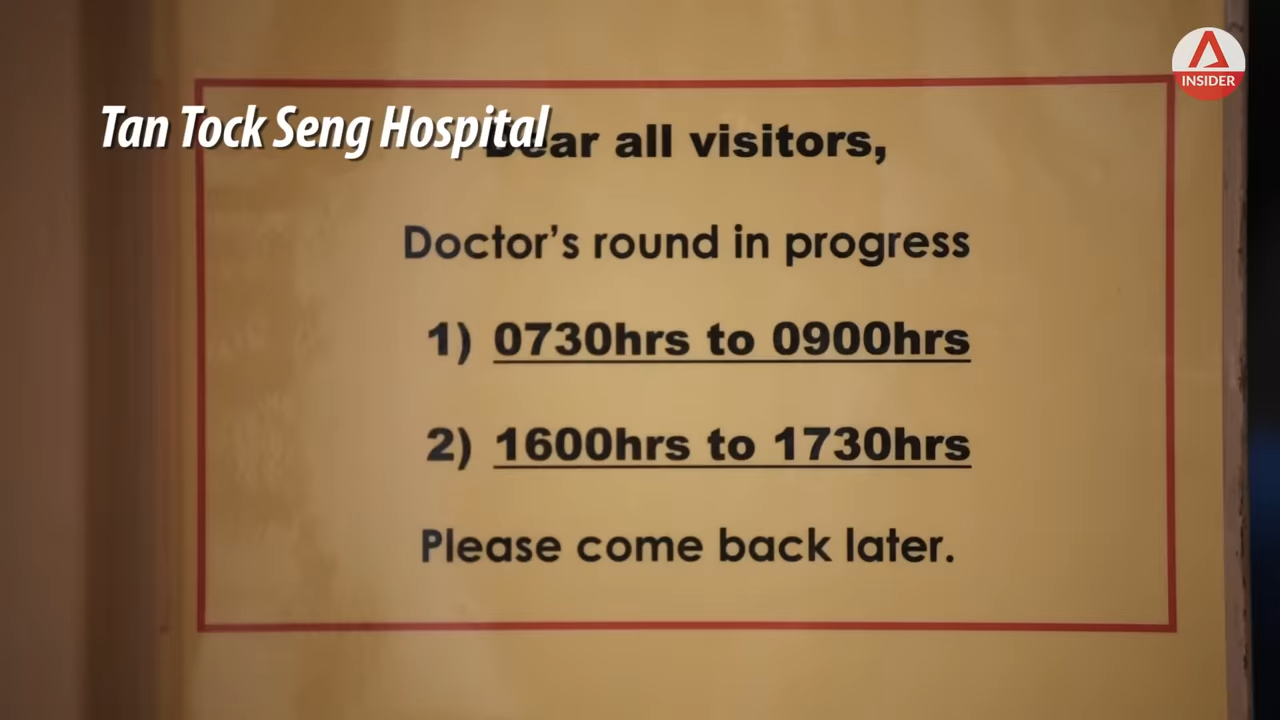 INSIDER
Tan Tock Seng Hospital
Dear all visitors,
Doctor’s round in progress
1) 0730hrs to 0900hrs
2) 1600hrs to 1730hrs
Please come back later.